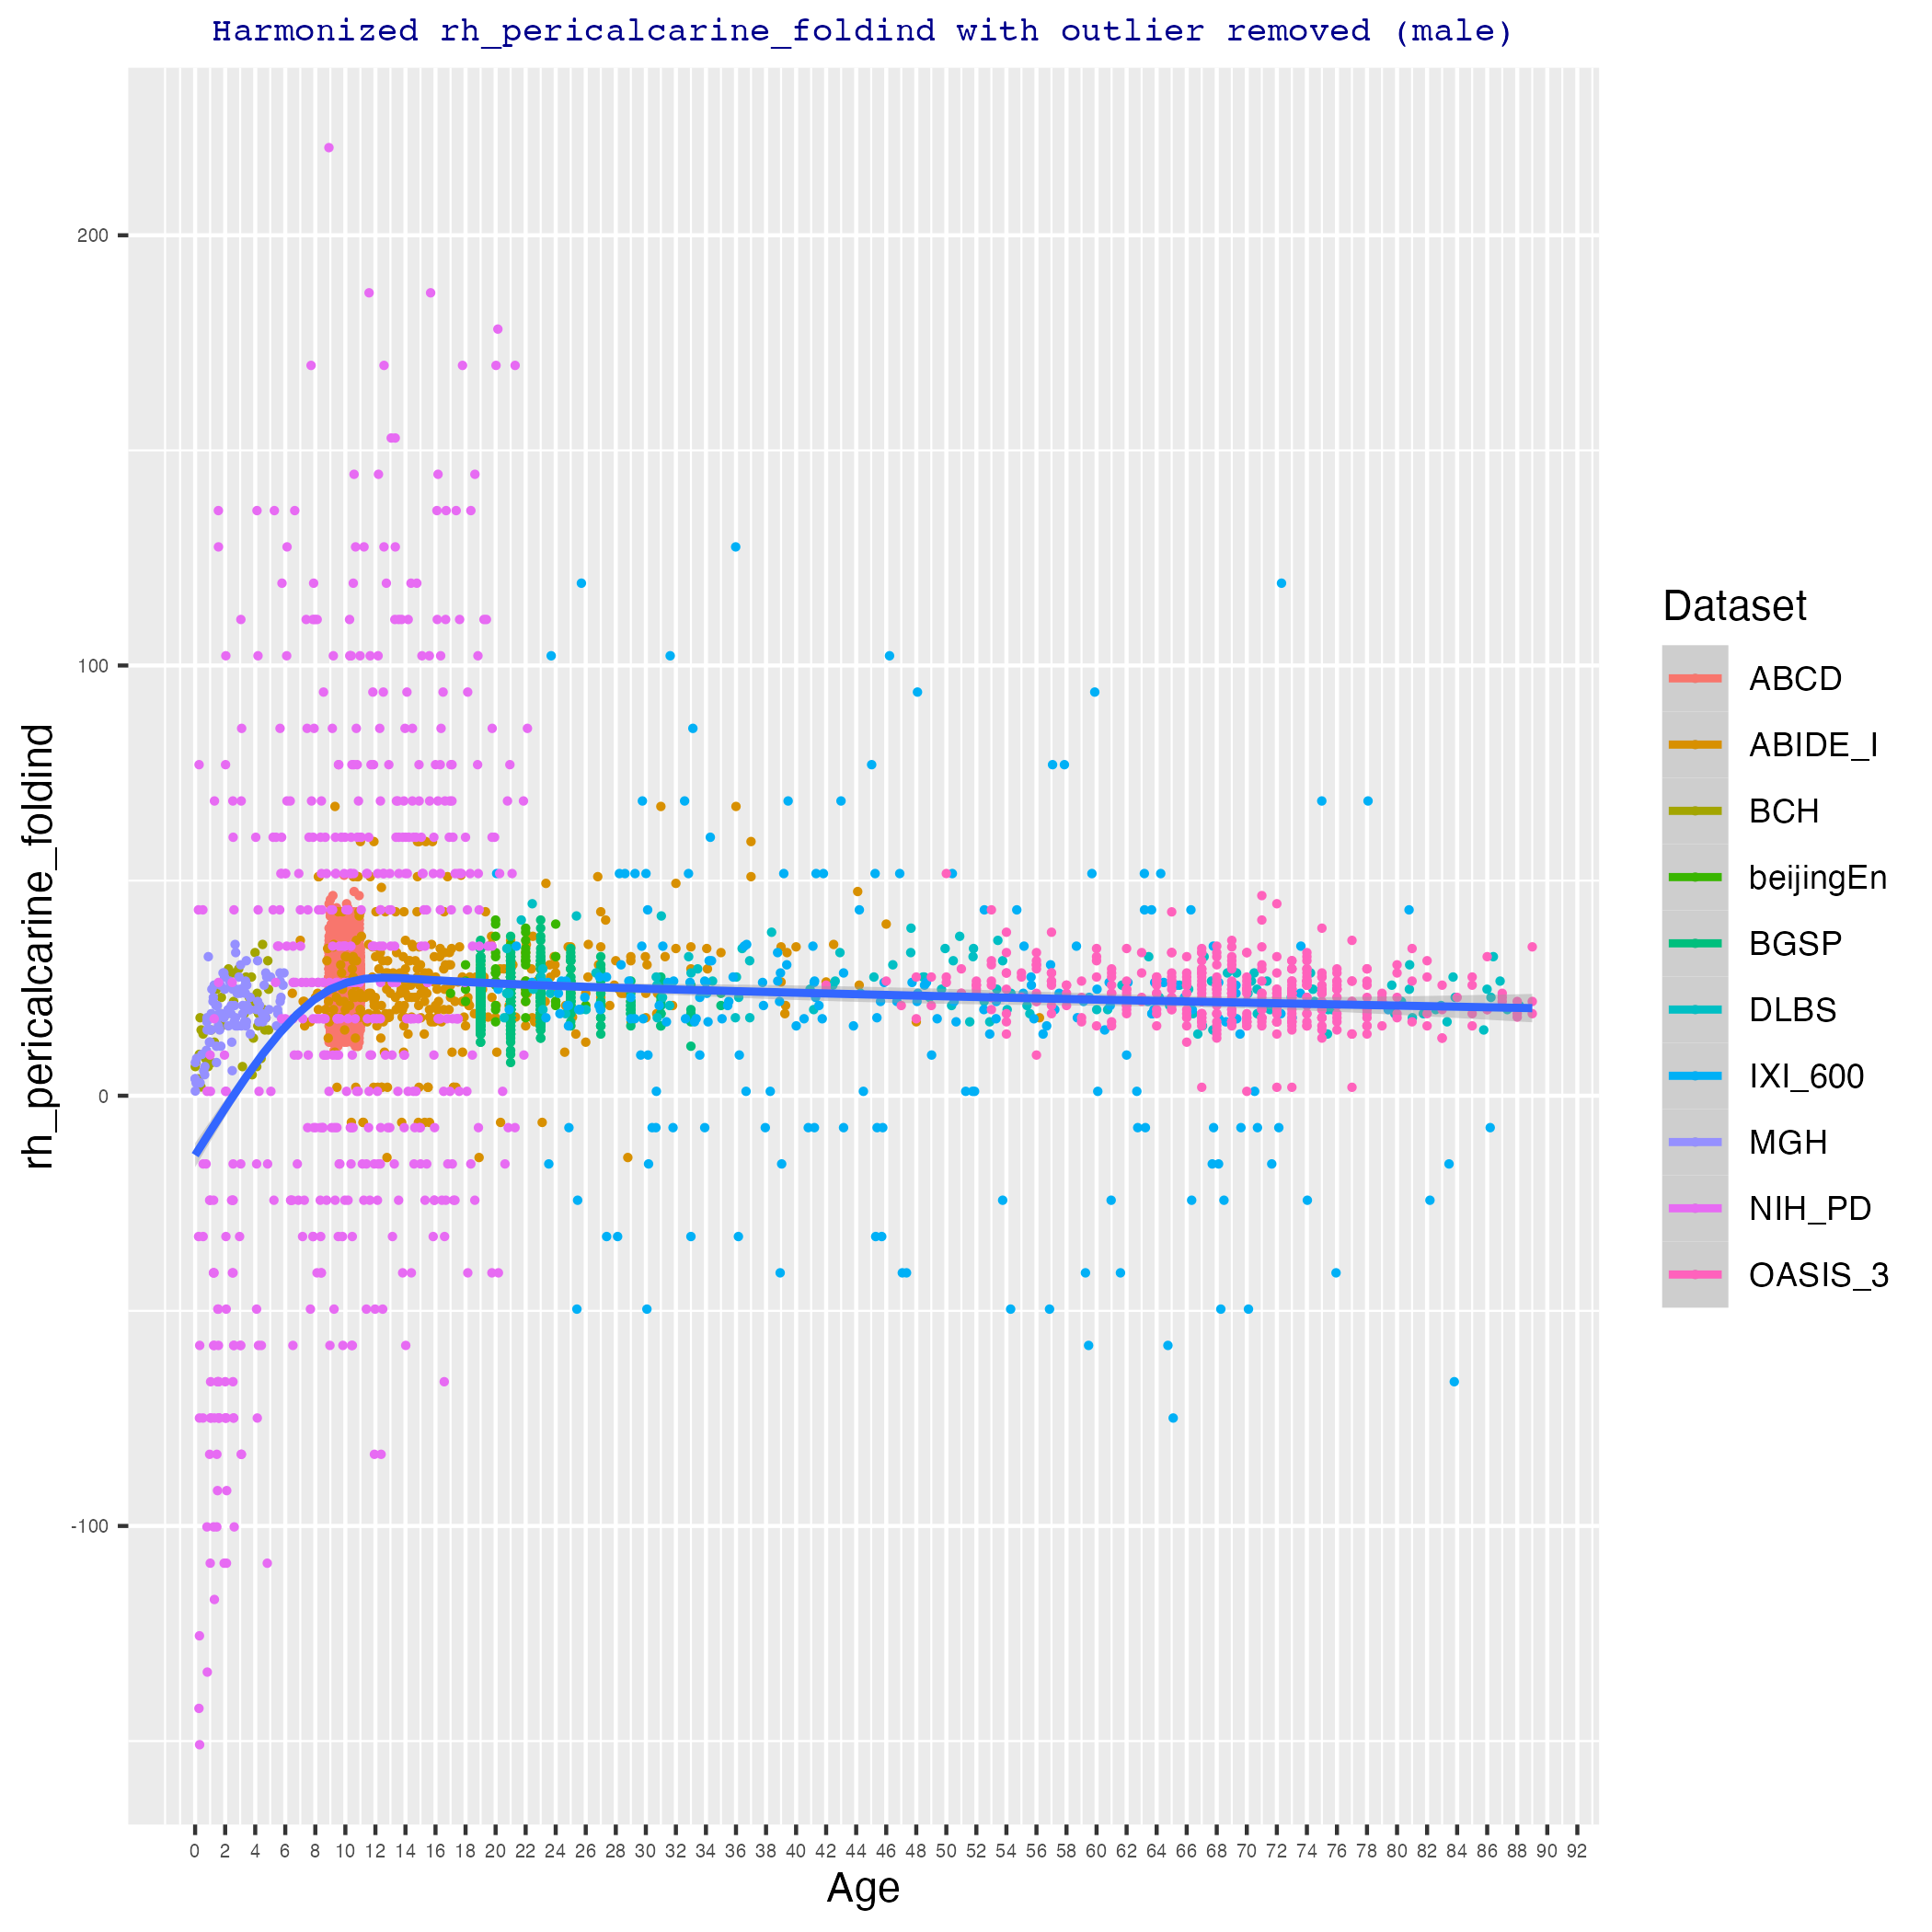 Harmonized rh_pericalcarine_foldind with outlier removed (male)
rh_pericalcarine_foldind
200
100
0
-100
0 2 4 6 8 10 12 14 16 18 20 22 24 26 28 30 32 34 36 38 40 42 44 46 48 50 52 54 56 58 60 62 64 66 68 70 72 74 76 78 80 82 84 86 88 90 92
Age
Dataset
ABCD
ABIDE_I
BCH
beijingEn
BGSP
DLBS
IXI_600
MGH
NIH_PD
OASIS_3